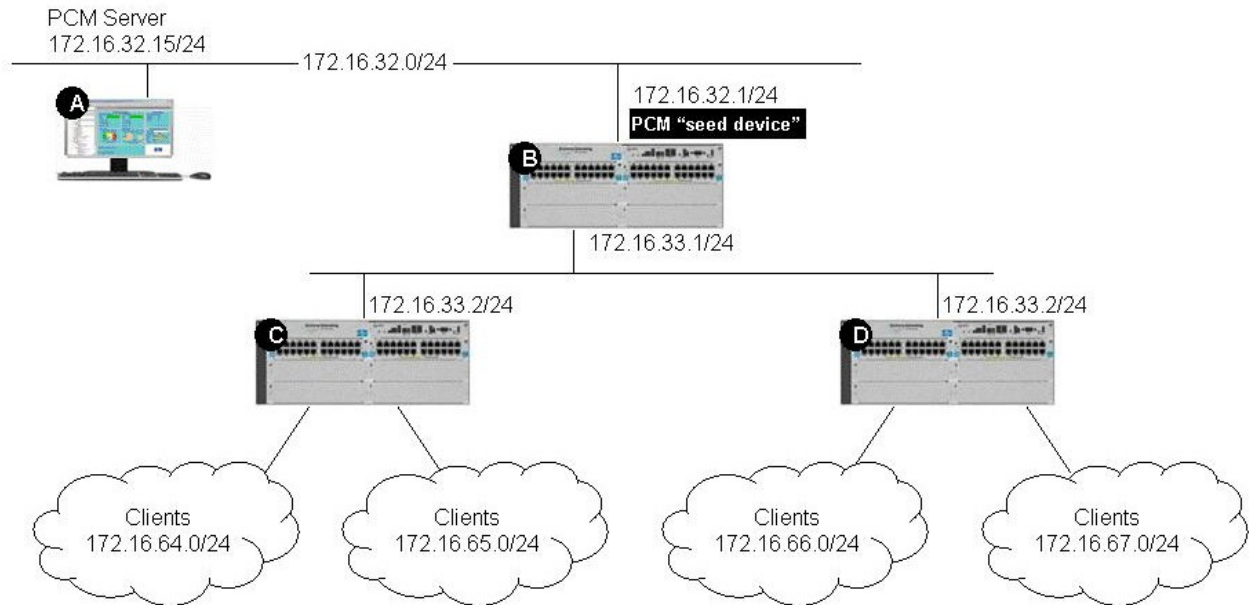 PCM Server
172.16.32.15/24
172.16.32.0/24
A
172.16.32.1/24
PCM "seed device"
B
172.16.33.1/24
172.16.33.2/24
172.16.33.2/24
C
D
Clients
172.16.64.0/24
Clients
172.16.65.0/24
Clients
172.16.66.0/24
Clients
172.16.67.0/24